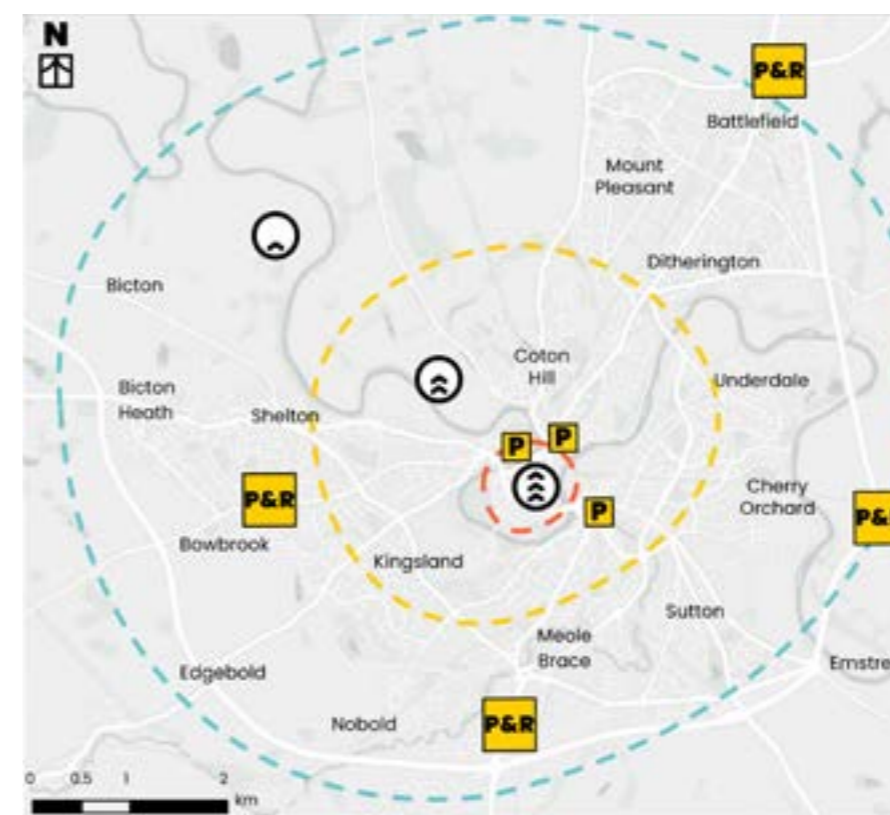 N
P&R
Battlefield
Mount
Pleasant
Ditherington
Bicton
Coton
Hill
Underdale
Bicton
Heath
Shelton
P
P
Cherry
Orchard
P&R
P
P&
Bowbrook
Kingsland
Sutton
Meole
Brace
Emstre
Edgebold
Nobold
P&R
0 0.5 1 2
km